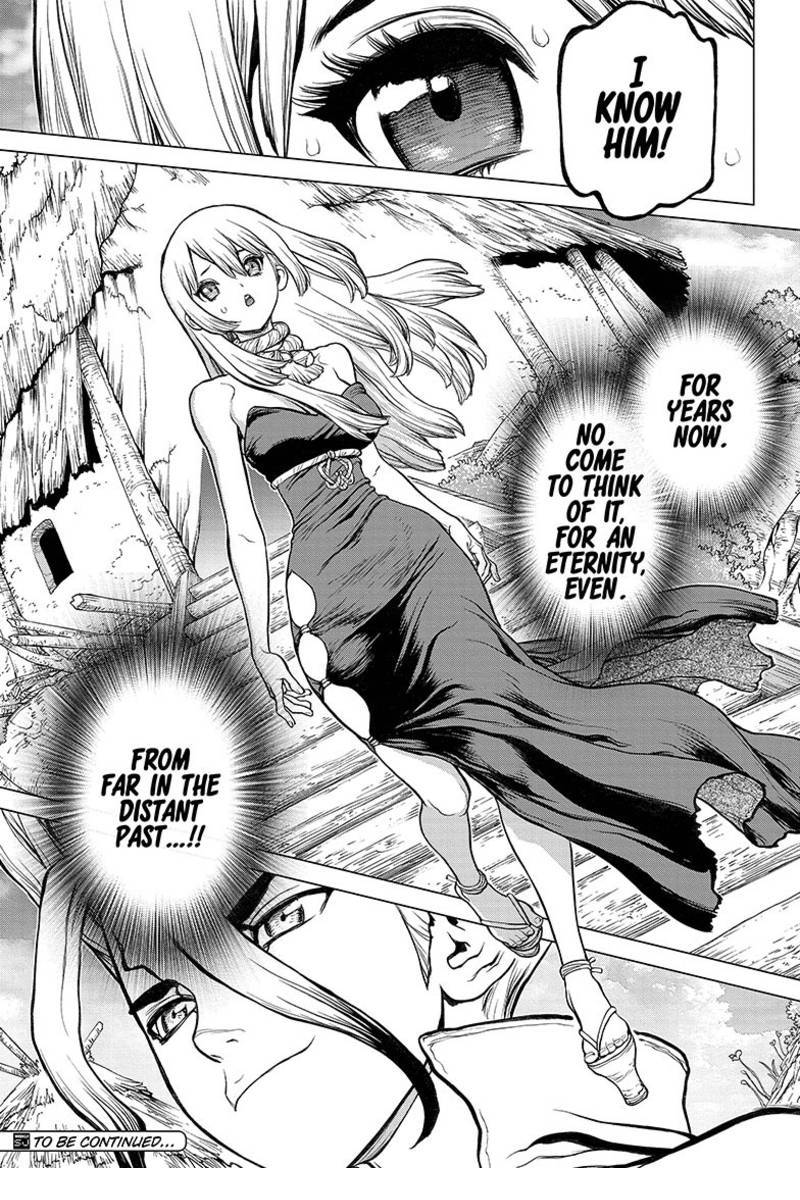 I
KNOW
HIM!
FOR
YEARS
NOW.
NO.
COME
TO THINK
OF IT,
FOR AN
ETERNITY,
EVEN.
FROM
FAR IN THE
DISTANT
PAST...!!
TO BE CONTINUED...